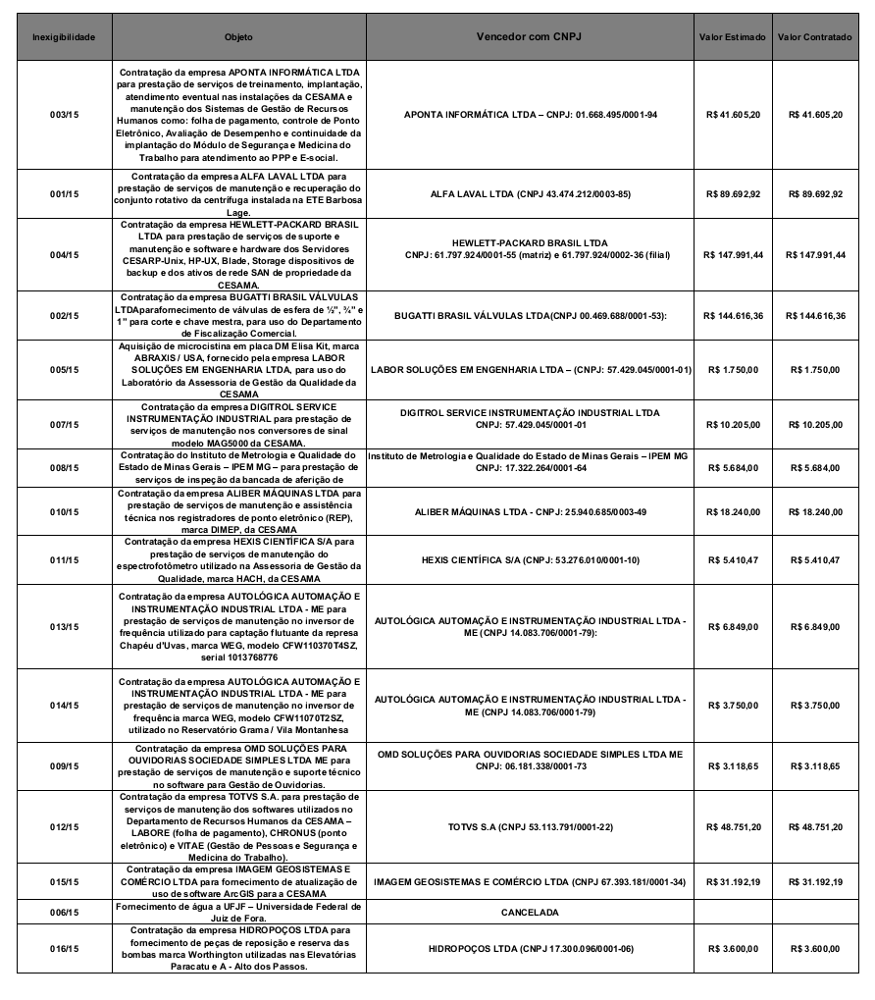 Inexigibilidade Objeto Vencedor com CNPJ Valor Estimado Valor Contratado
003/15
Contratação da empresa APONTA INFORMÁTICA LTDA
para prestação de serviços de treinamento, implantação,
atendimento eventual nas instalações da CESAMA e
manutenção dos Sistemas de Gestão de Recursos
Humanos como: folha de pagamento, controle de Ponto
Eletrônico, Avaliação de Desempenho e continuidade da
implantação do Módulo de Segurança e Medicina do
Trabalho para atendimento ao PPP e E-social.
APONTA INFORMÁTICA LTDA – CNPJ: 01.668.495/0001-94
R$ 41.605,20
R$ 41.605,20
001/15
Contratação da empresa ALFA LAVAL LTDA para
prestação de serviços de manutenção e recuperação do
conjunto rotativo da centrífuga instalada na ETE Barbosa
Lage.
ALFA LAVAL LTDA (CNPJ 43.474.212/0003-85)
R$ 89.692,92
R$ 89.692,92
004/15
Contratação da empresa HEWLETT-PACKARD BRASIL
LTDA para prestação de serviços de suporte e
manutenção e software e hardware dos Servidores
CESARP-Unix, HP-UX, Blade, Storage dispositivos de
backup e dos ativos de rede SAN de propriedade da
CESAMA.
HEWLETT-PACKARD BRASIL LTDA
CNPJ: 61.797.924/0001-55 (matriz) e 61.797.924/0002-36 (filial)
R$ 147.991,44
R$ 147.991,44
002/15
Contratação da empresa BUGATTI BRASIL VÁLVULAS
LTDAparafornecimento de válvulas de esfera de ½", ¾" e
1" para corte e chave mestra, para uso do Departamento
de Fiscalização Comercial.
BUGATTI BRASIL VÁLVULAS LTDA(CNPJ 00.469.688/0001-53):
R$ 144.616,36
R$ 144.616,36
005/15
Aquisição de microcistina em placa DM Elisa Kit, marca
ABRAXIS / USA, fornecido pela empresa LABOR
SOLUÇÕES EM ENGENHARIA LTDA, para uso do
Laboratório da Assessoria de Gestão da Qualidade da
CESAMA
LABOR SOLUÇÕES EM ENGENHARIA LTDA – (CNPJ: 57.429.045/0001-01)
R$ 1.750,00
R$ 1.750,00
007/15
Contratação da empresa DIGITROL SERVICE
INSTRUMENTAÇÃO INDUSTRIAL para prestação de
serviços de manutenção nos conversores de sinal
modelo MAG5000 da CESAMA.
DIGITROL SERVICE INSTRUMENTAÇÃO INDUSTRIAL LTDA
CNPJ: 57.429.045/0001-01
R$ 10.205,00
R$ 10.205,00
008/15
Contratação do Instituto de Metrologia e Qualidade do
Estado de Minas Gerais – IPEM MG – para prestação de
serviços de inspeção da bancada de aferição de
Instituto de Metrologia e Qualidade do Estado de Minas Gerais – IPEM MG
CNPJ: 17.322.264/0001-64
R$ 5.684,00
R$ 5.684,00
010/15
Contratação da empresa ALIBER MÁQUINAS LTDA para
prestação de serviços de manutenção e assistência
técnica nos registradores de ponto eletrônico (REP),
marca DIMEP, da CESAMA
ALIBER MÁQUINAS LTDA - CNPJ: 25.940.685/0003-49
R$ 18.240,00
R$ 18.240,00
011/15
Contratação da empresa HEXIS CIENTÍFICA S/A para
prestação de serviços de manutenção do
espectrofotômetro utilizado na Assessoria de Gestão da
Qualidade, marca HACH, da CESAMA
HEXIS CIENTÍFICA S/A (CNPJ: 53.276.010/0001-10)
R$ 5.410,47
R$ 5.410,47
013/15
Contratação da empresa AUTOLÓGICA AUTOMAÇÃO E
INSTRUMENTAÇÃO INDUSTRIAL LTDA - ME para
prestação de serviços de manutenção no inversor de
frequência utilizado para captação flutuante da represa
Chapéu d'Uvas, marca WEG, modelo CFW110370T4SZ,
serial 1013768776
AUTOLÓGICA AUTOMAÇÃO E INSTRUMENTAÇÃO INDUSTRIAL LTDA -
ME (CNPJ 14.083.706/0001-79):
R$ 6.849,00
R$ 6.849,00
014/15
Contratação da empresa AUTOLÓGICA AUTOMAÇÃO E
INSTRUMENTAÇÃO INDUSTRIAL LTDA - ME para
prestação de serviços de manutenção no inversor de
frequência marca WEG, modelo CFW11070T2SZ,
utilizado no Reservatório Grama / Vila Montanhesa
AUTOLÓGICA AUTOMAÇÃO E INSTRUMENTAÇÃO INDUSTRIAL LTDA -
ME (CNPJ 14.083.706/0001-79)
R$ 3.750,00
R$ 3.750,00
009/15
Contratação da empresa OMD SOLUÇÕES PARA
OUVIDORIAS SOCIEDADE SIMPLES LTDA ME para
prestação de serviços de manutenção e suporte técnico
no software para Gestão de Ouvidorias.
OMD SOLUÇÕES PARA OUVIDORIAS SOCIEDADE SIMPLES LTDA ME
CNPJ: 06.181.338/0001-73
R$ 3.118,65
R$ 3.118,65
012/15
Contratação da empresa TOTVS S.A. para prestação de
serviços de manutenção dos softwares utilizados no
Departamento de Recursos Humanos da CESAMA –
LABORE (folha de pagamento), CHRONUS (ponto
eletrônico) e VITAE (Gestão de Pessoas e Segurança e
Medicina do Trabalho).
TOTVS S.A (CNPJ 53.113.791/0001-22)
R$ 48.751,20
R$ 48.751,20
015/15
Contratação da empresa IMAGEM GEOSISTEMAS E
COMÉRCIO LTDA para fornecimento de atualização de
uso de software ArcGIS para a CESAMA
IMAGEM GEOSISTEMAS E COMÉRCIO LTDA (CNPJ 67.393.181/0001-34)
R$ 31.192,19
R$ 31.192,19
006/15
Fornecimento de água a UFJF – Universidade Federal de
Juiz de Fora.
CANCELADA
016/15
Contratação da empresa HIDROPOÇOS LTDA para
fornecimento de peças de reposição e reserva das
bombas marca Worthington utilizadas nas Elevatórias
Paracatu e A - Alto dos Passos.
HIDROPOÇOS LTDA (CNPJ 17.300.096/0001-06)
R$ 3.600,00
R$ 3.600,00